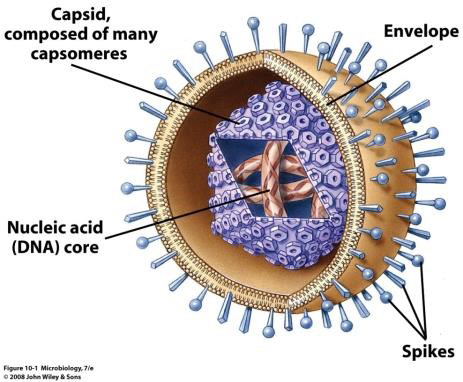 Capsid,
composed of many
capsomeres
Envelope
Nucleic acid
(DNA) core
Spikes
Figure 10-1 Microbiology, 7/e
© 2008 John Wiley & Sons